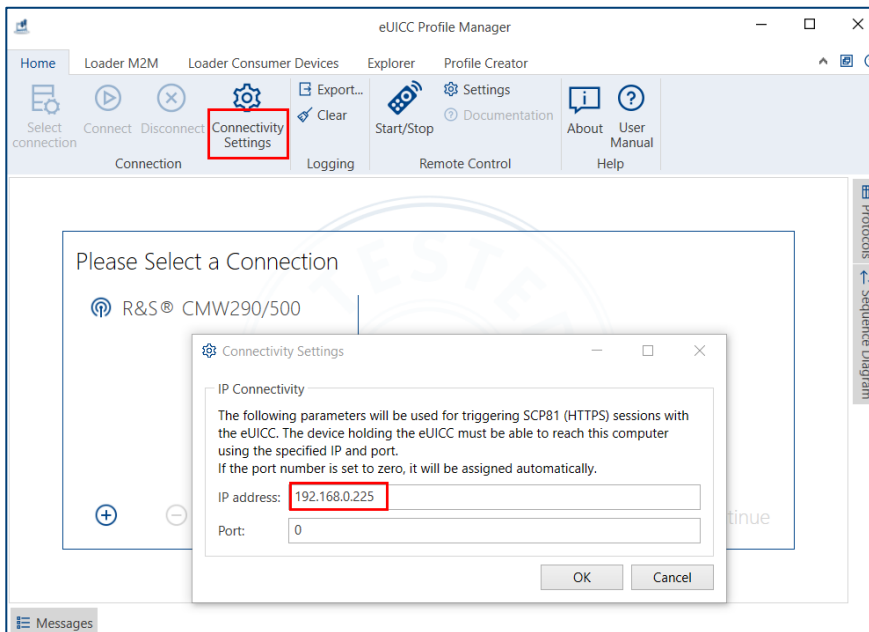 eUICC Profile Manager
Home Loader M2M Loader Consumer Devices Explorer Profile Creator
Select connection
Connect
Disconnect
Connectivity Settings
Connection
Export...
Clear
Logging
Start/Stop
Settings
Documentation
Remote Control
About
User Manual
Help
Protocols
Sequence Diagram
TESTE
Please Select a Connection
R&S® CMW290/500
Connectivity Settings
IP Connectivity
The following parameters will be used for triggering SCP81 (HTTPS) sessions with
the eUICC. The device holding the eUICC must be able to reach this computer
using the specified IP and port.
If the port number is set to zero, it will be assigned automatically.
IP address: 192.168.0.225
Port: 0
tinue
OK Cancel
Messages